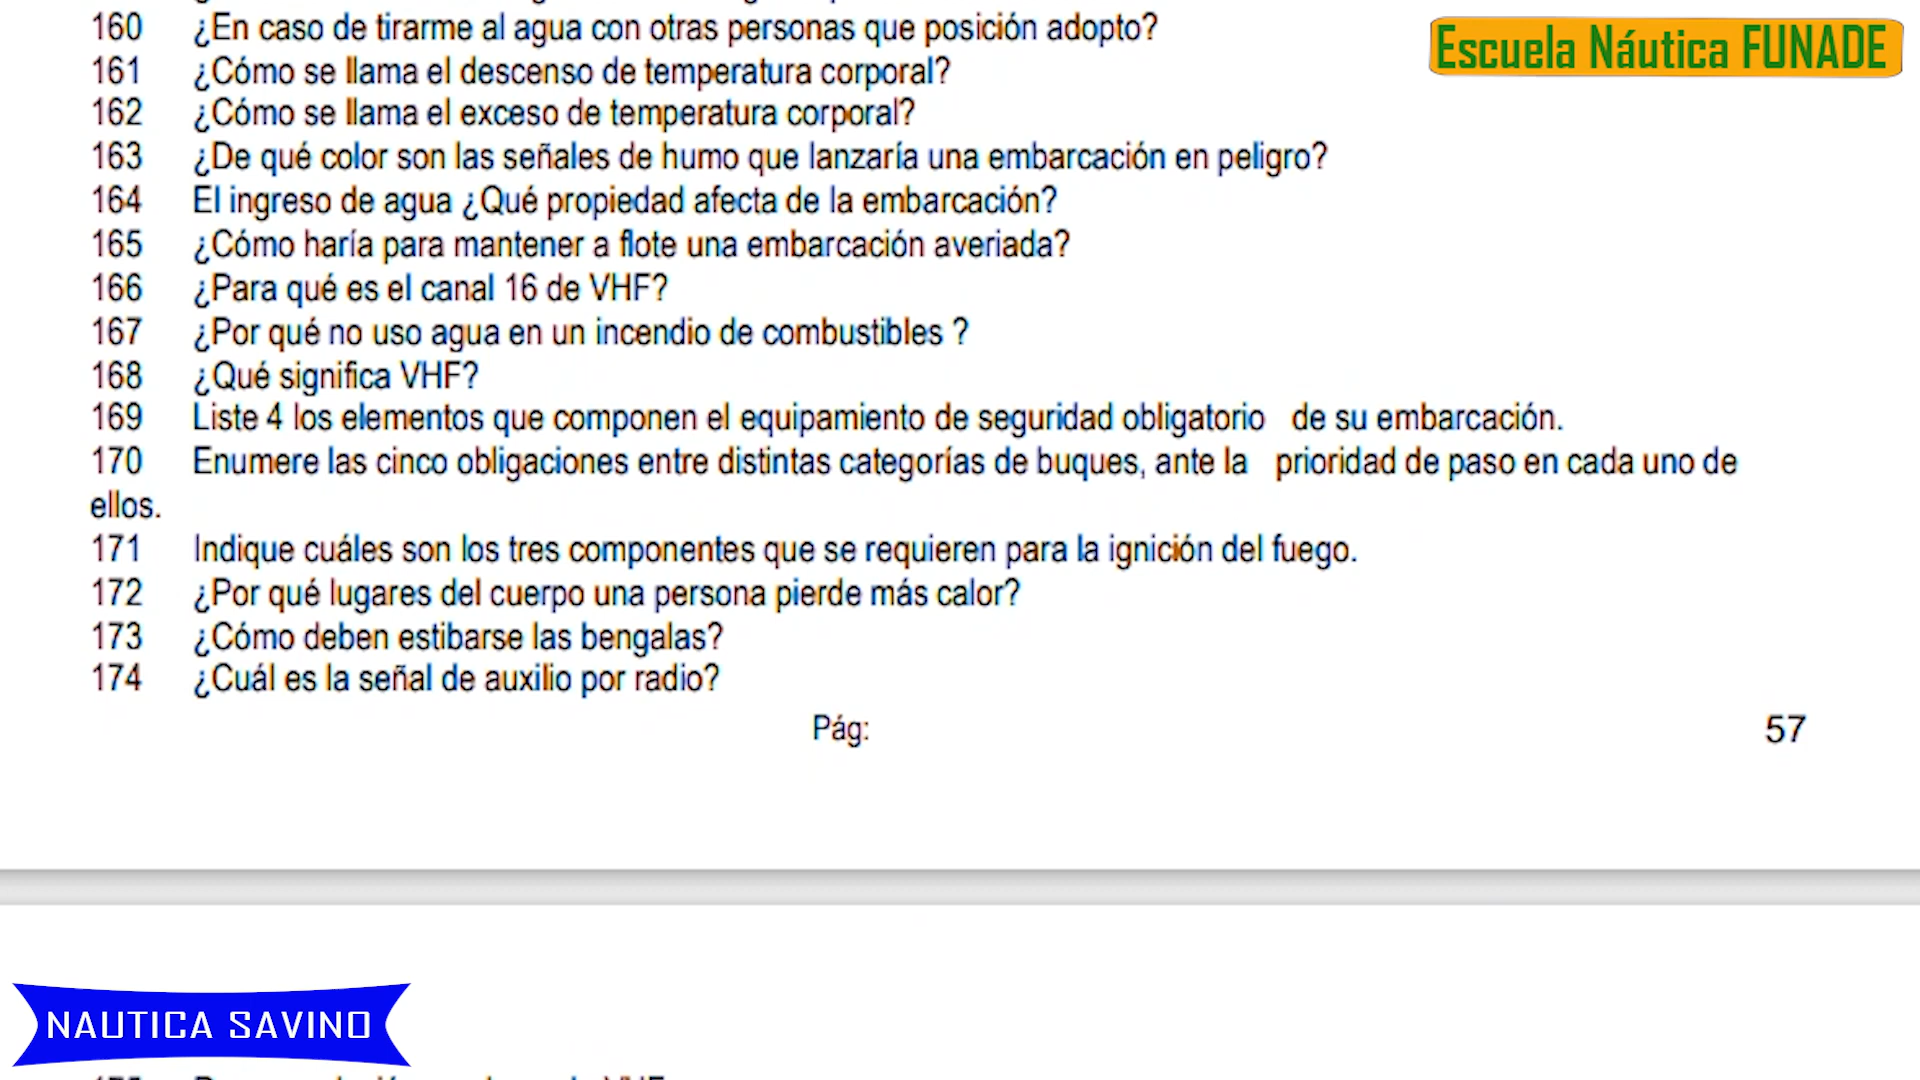 160 ¿En caso de tirarme al agua con otras personas que posición adopto?
Escuela Náutica FUNADE
161 ¿Cómo se llama el descenso de temperatura corporal?
162 ¿Cómo se llama el exceso de temperatura corporal?
163 ¿De qué color son las señales de humo que lanzaría una embarcación en peligro?
164 El ingreso de agua ¿Qué propiedad afecta de la embarcación?
165 ¿Cómo haría para mantener a flote una embarcación averiada?
166 ¿Para qué es el canal 16 de VHF?
167 ¿Por qué no uso agua en un incendio de combustibles ?
168 ¿Qué significa VHF?
169 Liste 4 los elementos que componen el equipamiento de seguridad obligatorio de su embarcación.
170 Enumere las cinco obligaciones entre distintas categorías de buques, ante la prioridad de paso en cada uno de
ellos.
171 Indique cuáles son los tres componentes que se requieren para la ignición del fuego.
172 ¿Por qué lugares del cuerpo una persona pierde más calor?
173 ¿Cómo deben estibarse las bengalas?
174 ¿Cuál es la señal de auxilio por radio?
Pág: 57
NAUTICA SAVINO